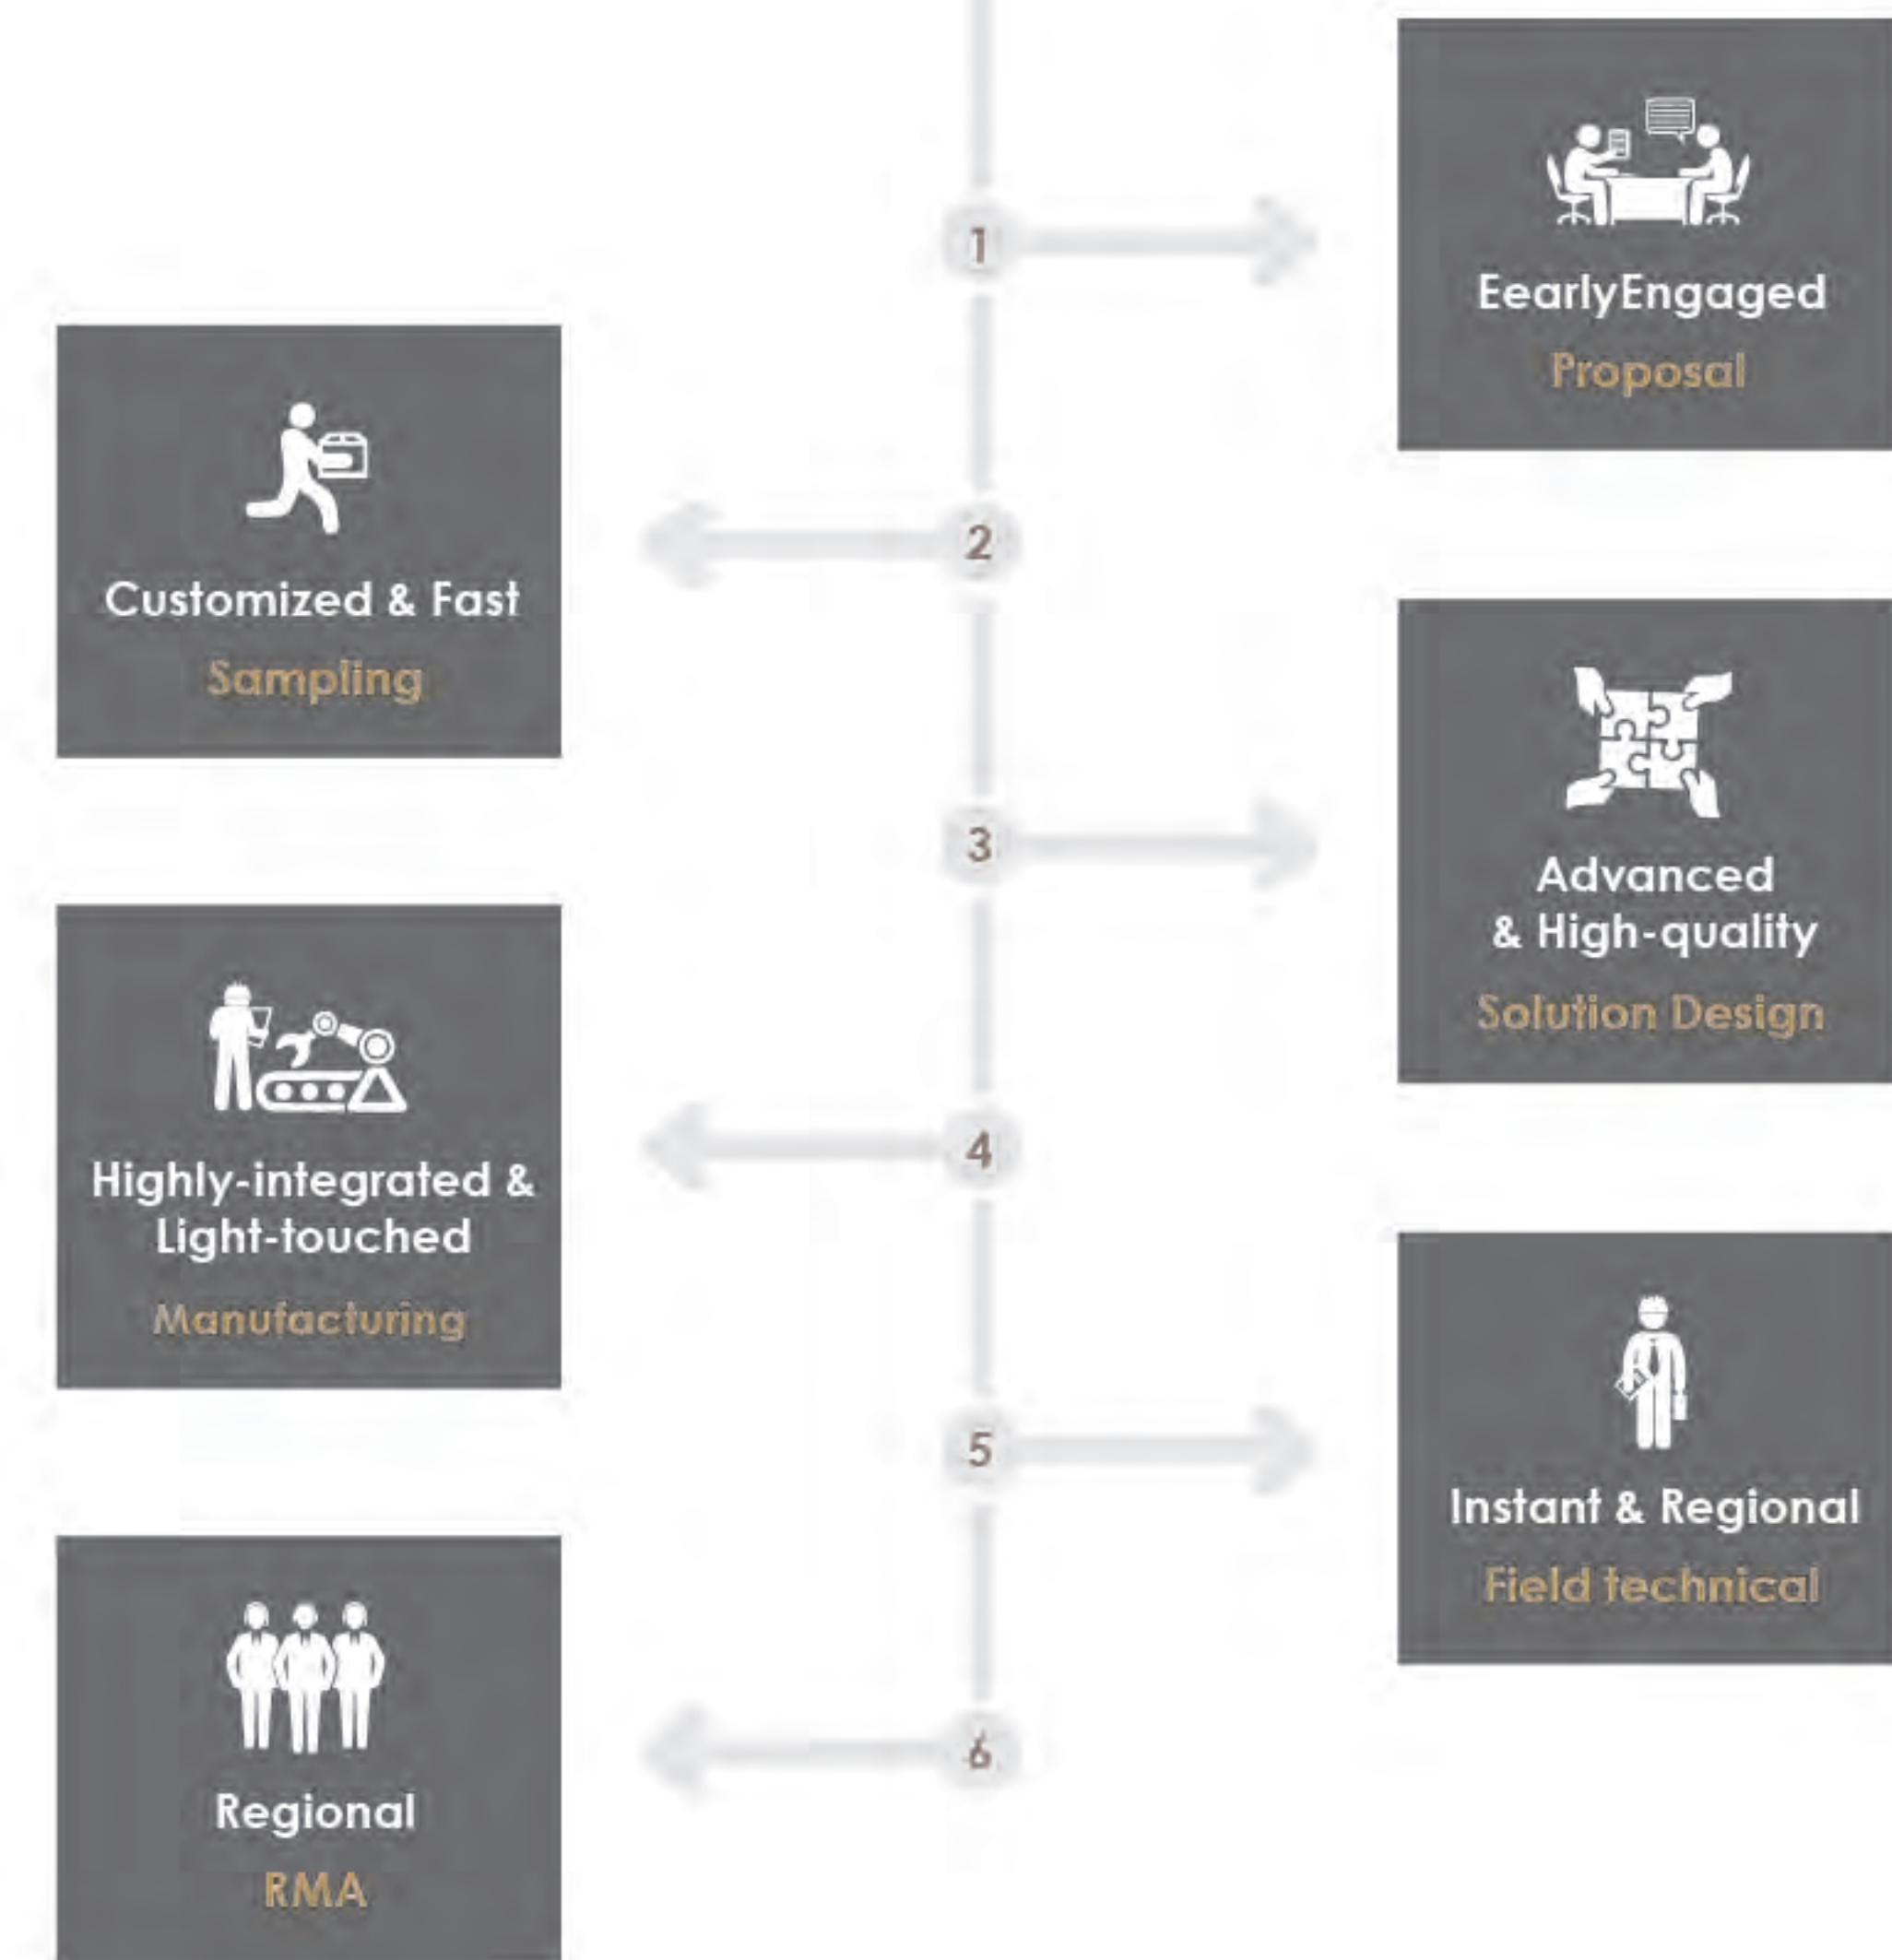 1
EearlyEngaged
Proposal
2
Customized & Fast
Sampling
3
Advanced
& High-quality
Solution Design
4
Highly-integrated &
Light-touched
Manufacturing
5
Instant & Regional
Field technical
6
Regional
RMA